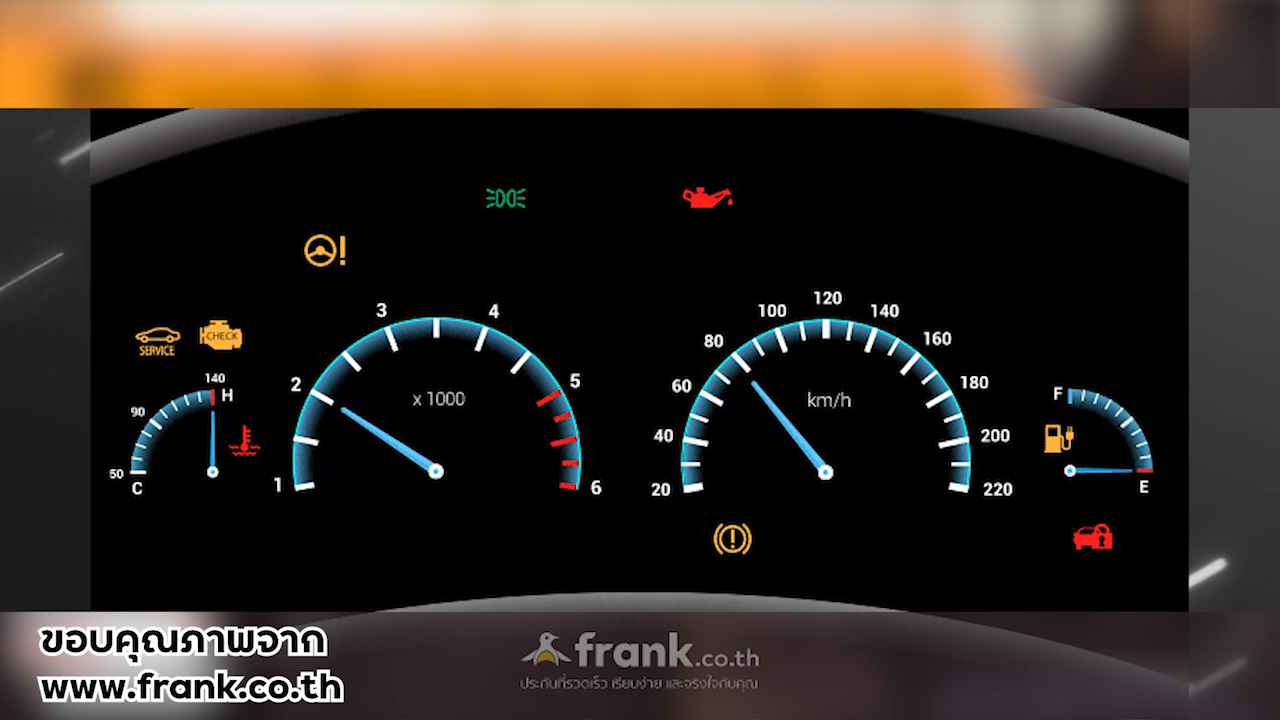 3
4
120
100
140
80
160
SERVICE
CHECK
140
H
2
5
60
180
F
90
x 1000
km/h
40
200
50
C
1
6
20
220
E
ขอบคุณภาพจาก
www.frank.co.th
frank.co.th
ประกันที่รวดเร็ว เรียบง่าย และจริงใจกับคุณ